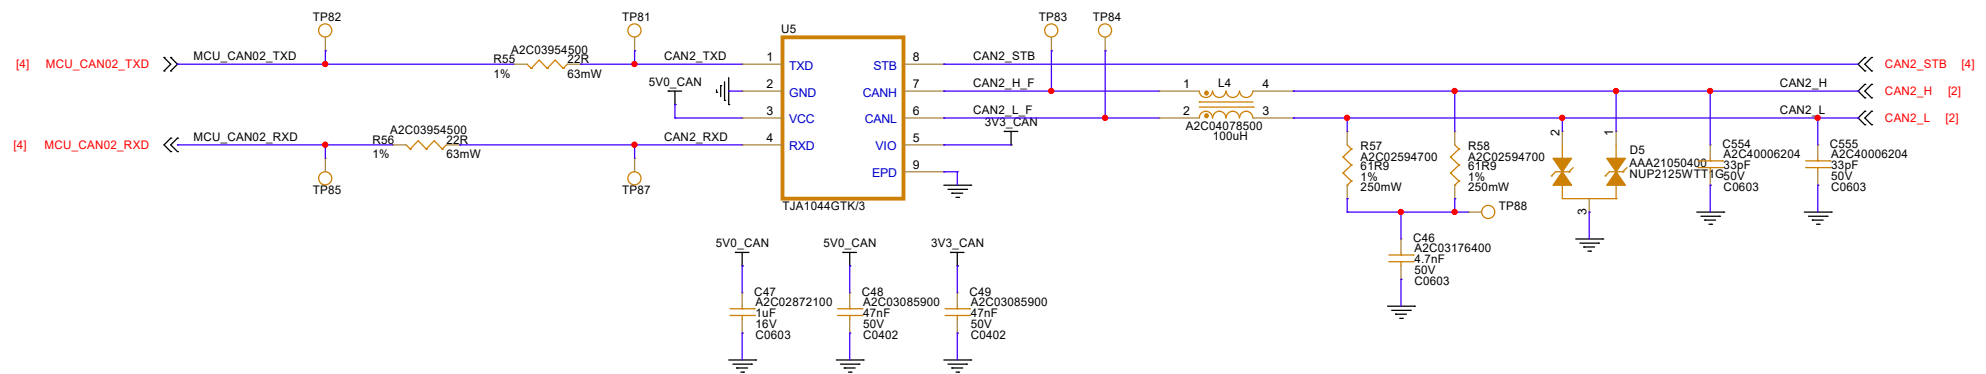 TP82
TP81
TP83
TP84
U5
[4] MCU_CAN02_TXD
MCU_CAN02_TXD
A2C03954500
R55
22R
1%
63mW
CAN2_TXD
1
TXD
STB
8
CAN2_STB
CAN2_STB [4]
5V0_CAN
2
GND
CANH
7
CAN2_H_F
1
L4
4
CAN2_H
CAN2_H [2]
3
VCC
CANL
6
CAN2_L_F
2
3
A2C04078500
100uH
CAN2_L
CAN2_L [2]
3V3_CAN
[4] MCU_CAN02_RXD
MCU_CAN02_RXD
A2C03954500
R56
22R
1%
63mW
CAN2_RXD
4
RXD
VIO
5
EPD
9
TJA1044GTK/3
TP85
TP87
R57
A2C02594700
61R9
1%
250mW
R58
A2C02594700
61R9
1%
250mW
TP88
2
1
3
D5
AAA21050400
NUP2125WTT1G
C554
A2C40006204
33pF
50V
C0603
C555
A2C40006204
33pF
50V
C0603
C46
A2C03176400
4.7nF
50V
C0603
5V0_CAN
5V0_CAN
3V3_CAN
C47
A2C02872100
1uF
16V
C0603
C48
A2C03085900
47nF
50V
C0402
C49
A2C03085900
47nF
50V
C0402